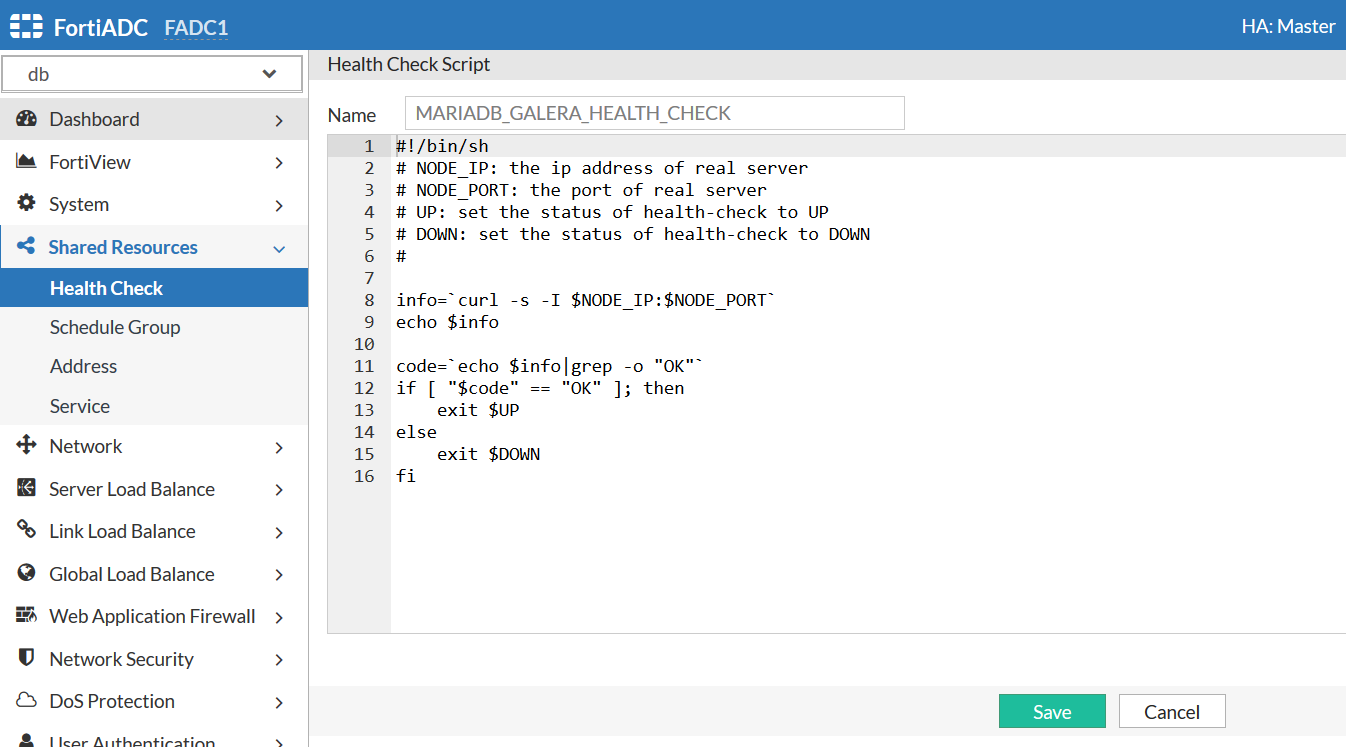 FortiADC FADC1 HA: Master
db
Dashboard
FortiView
System
Shared Resources
Health Check
Schedule Group
Address
Service
Network
Server Load Balance
Link Load Balance
Global Load Balance
Web Application Firewall
Network Security
DoS Protection
User Authentication
Health Check Script
Name MARIADB_GALERA_HEALTH_CHECK
1 #!/bin/sh
2 # NODE_IP: the ip address of real server
3 # NODE_PORT: the port of real server
4 # UP: set the status of health-check to UP
5 # DOWN: set the status of health-check to DOWN
6 #
7
8 info=`curl -s -I $NODE_IP:$NODE_PORT`
9 echo $info
10
11 code=`echo $info|grep -o "OK"`
12 if [ "$code" == "OK" ]; then
13     exit $UP
14 else
15     exit $DOWN
16 fi
Save Cancel